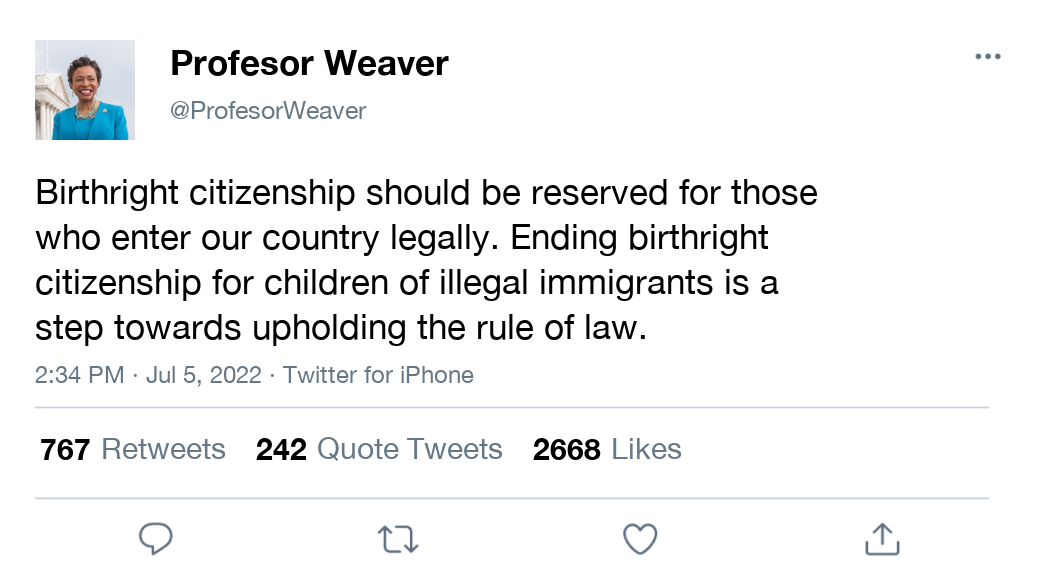 Profesor Weaver
@ProfesorWeaver
Birthright citizenship should be reserved for those
who enter our country legally. Ending birthright
citizenship for children of illegal immigrants is a
step towards upholding the rule of law.
2:34 PM · Jul 5, 2022 · Twitter for iPhone
767 Retweets 242 Quote Tweets 2668 Likes